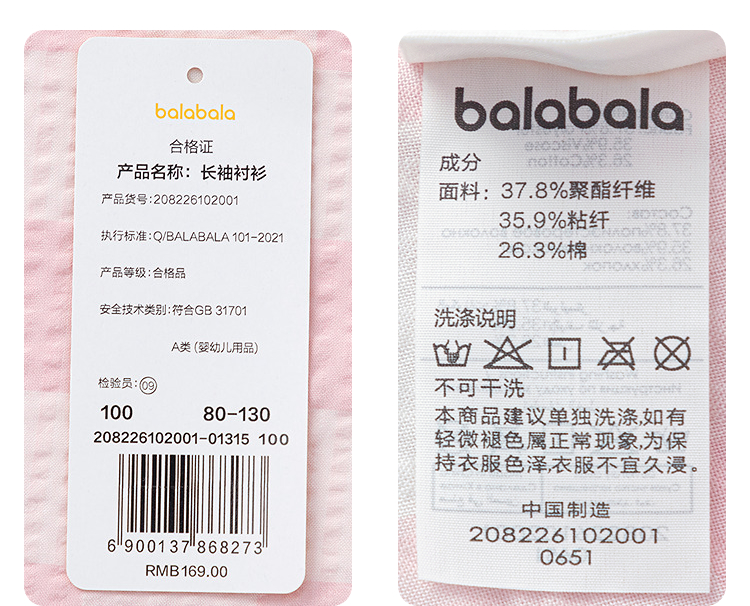 balabala
合格证
产品名称：长袖衬衫
产品货号：208226102001
执行标准：Q/BALABALA 101-2021
产品等级：合格品
安全技术类别：符合GB 31701
A类（婴幼儿用品）
检验员：09
100 80-130
208226102001-01315 100
6 900137 868273
RMB169.00
balabala
成分
面料：37.8%聚酯纤维
35.9%粘纤
26.3%棉
洗涤说明
不可干洗
本商品建议单独洗涤,如有
轻微褪色属正常现象,为保
持衣服色泽,衣服不宜久浸。
中国制造
208226102001
0651